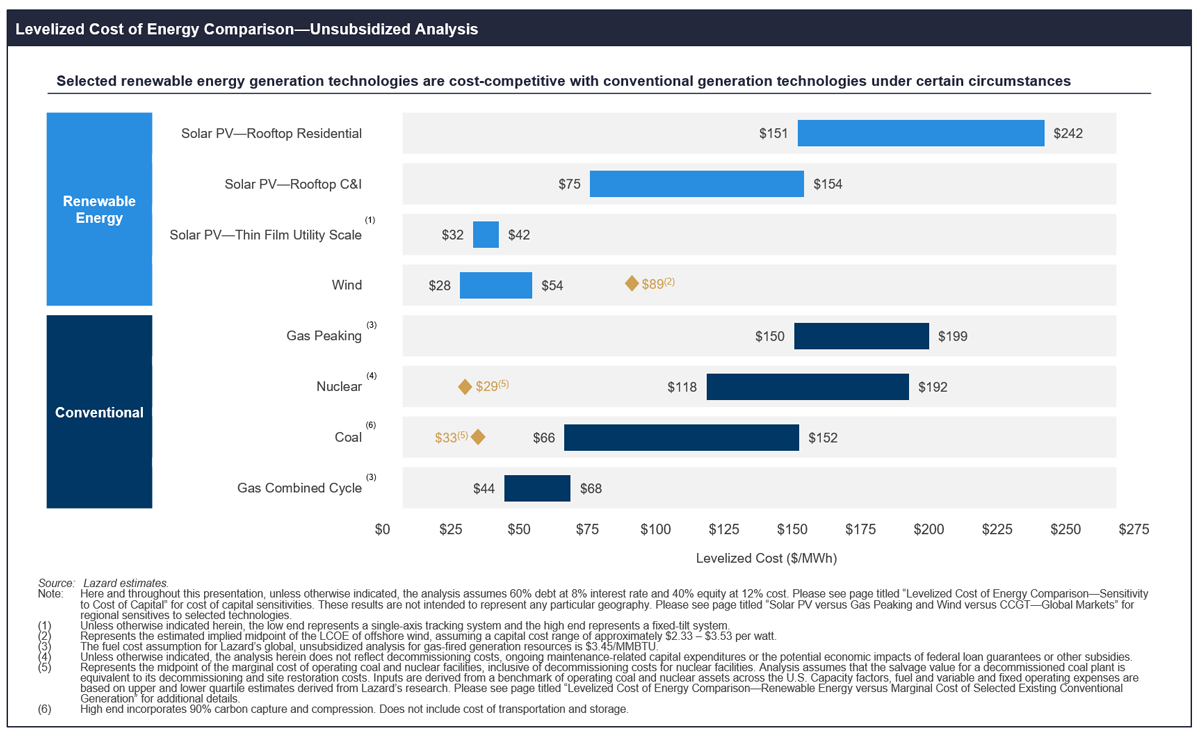 Levelized Cost of Energy Comparison—Unsubsidized Analysis
Selected renewable energy generation technologies are cost-competitive with conventional generation technologies under certain circumstances
Renewable
Energy
Solar PV—Rooftop Residential
$151
$242
Solar PV—Rooftop C&I
$75
$154
Solar PV—Thin Film Utility Scale (1)
$32
$42
Wind
$28
$54
$89(2)
Conventional
Gas Peaking (3)
$150
$199
Nuclear (4)
$29(5)
$118
$192
Coal (6)
$33(5)
$66
$152
Gas Combined Cycle (3)
$44
$68
$0 $25 $50 $75 $100 $125 $150 $175 $200 $225 $250 $275
Levelized Cost ($/MWh)
Source: Lazard estimates.
Note: Here and throughout this presentation, unless otherwise indicated, the analysis assumes 60% debt at 8% interest rate and 40% equity at 12% cost. Please see page titled “Levelized Cost of Energy Comparison—Sensitivity
to Cost of Capital” for cost of capital sensitivities. These results are not intended to represent any particular geography. Please see page titled “Solar PV versus Gas Peaking and Wind versus CCGT—Global Markets” for
regional sensitives to selected technologies.
(1) Unless otherwise indicated herein, the low end represents a single-axis tracking system and the high end represents a fixed-tilt system.
(2) Represents the estimated implied midpoint of the LCOE of offshore wind, assuming a capital cost range of approximately $2.33 – $3.53 per watt.
(3) The fuel cost assumption for Lazard’s global, unsubsidized analysis for gas-fired generation resources is $3.45/MMBTU.
(4) Unless otherwise indicated, the analysis herein does not reflect decommissioning costs, ongoing maintenance-related capital expenditures or the potential economic impacts of federal loan guarantees or other subsidies.
(5) Represents the midpoint of the marginal cost of operating coal and nuclear facilities, inclusive of decommissioning costs for nuclear facilities. Analysis assumes that the salvage value for a decommissioned coal plant is
equivalent to its decommissioning and site restoration costs. Inputs are derived from a benchmark of operating coal and nuclear assets across the U.S. Capacity factors, fuel and variable and fixed operating expenses are
based on upper and lower quartile estimates derived from Lazard’s research. Please see page titled “Levelized Cost of Energy Comparison—Renewable Energy versus Marginal Cost of Selected Existing Conventional
Generation” for additional details.
(6) High end incorporates 90% carbon capture and compression. Does not include cost of transportation and storage.